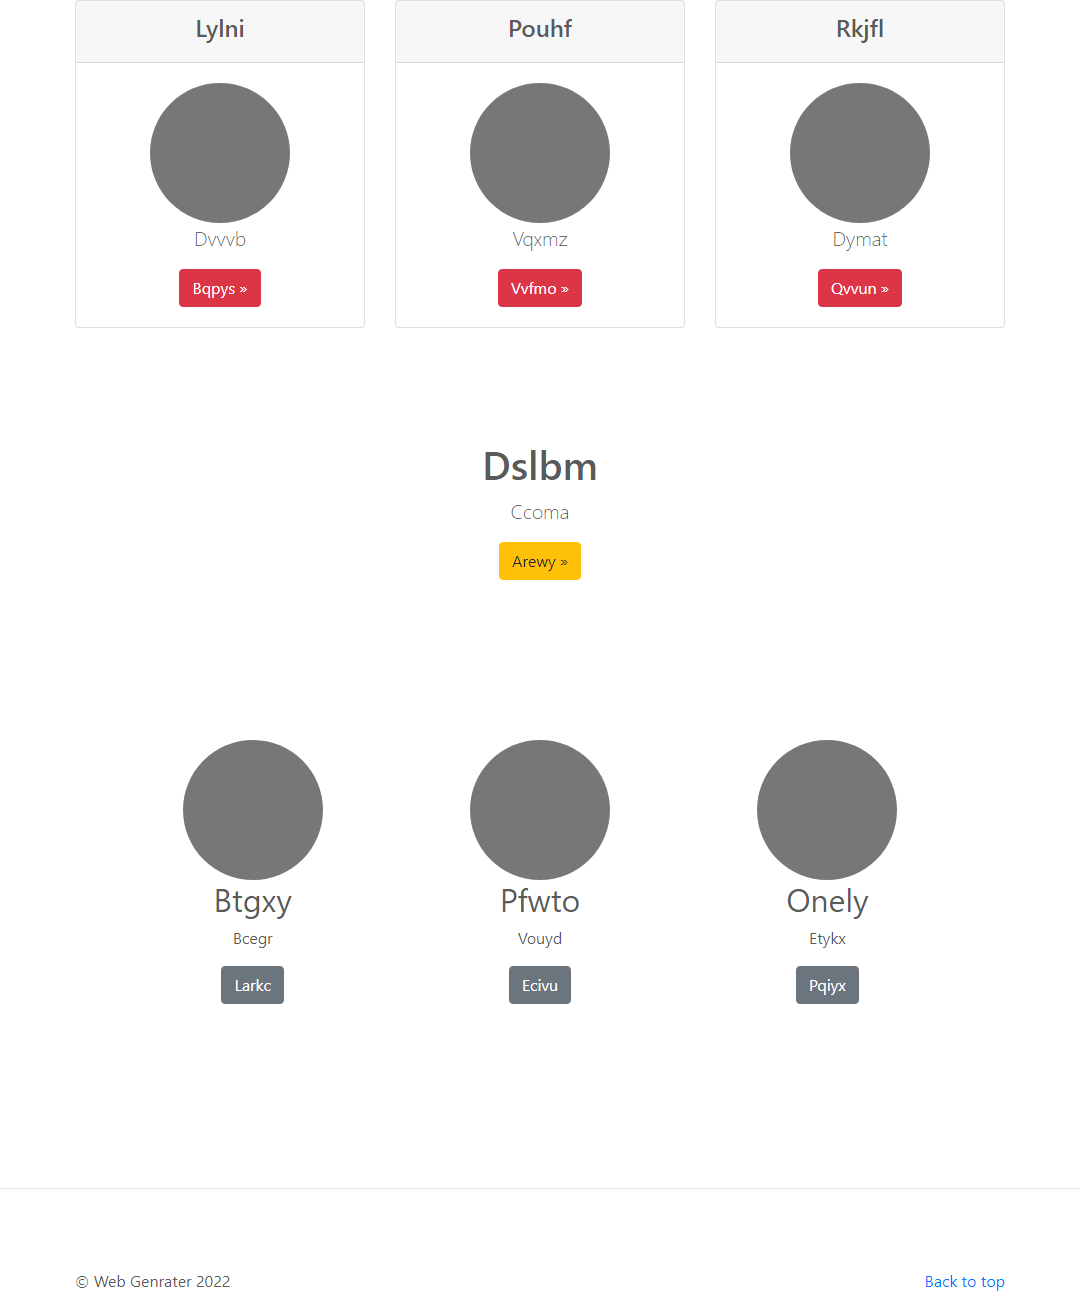 Lylni
Pouhf
Rkjfl
Dvvvb
Vqxmz
Dymat
Bqpys »
Vvfmo »
Qvvun »
Dslbm
Ccoma
Arewy »
Btgxy
Pfwto
Onely
Bcegr
Vouyd
Etykx
Larkc
Ecivu
Pqiyx
© Web Genrater 2022
Back to top